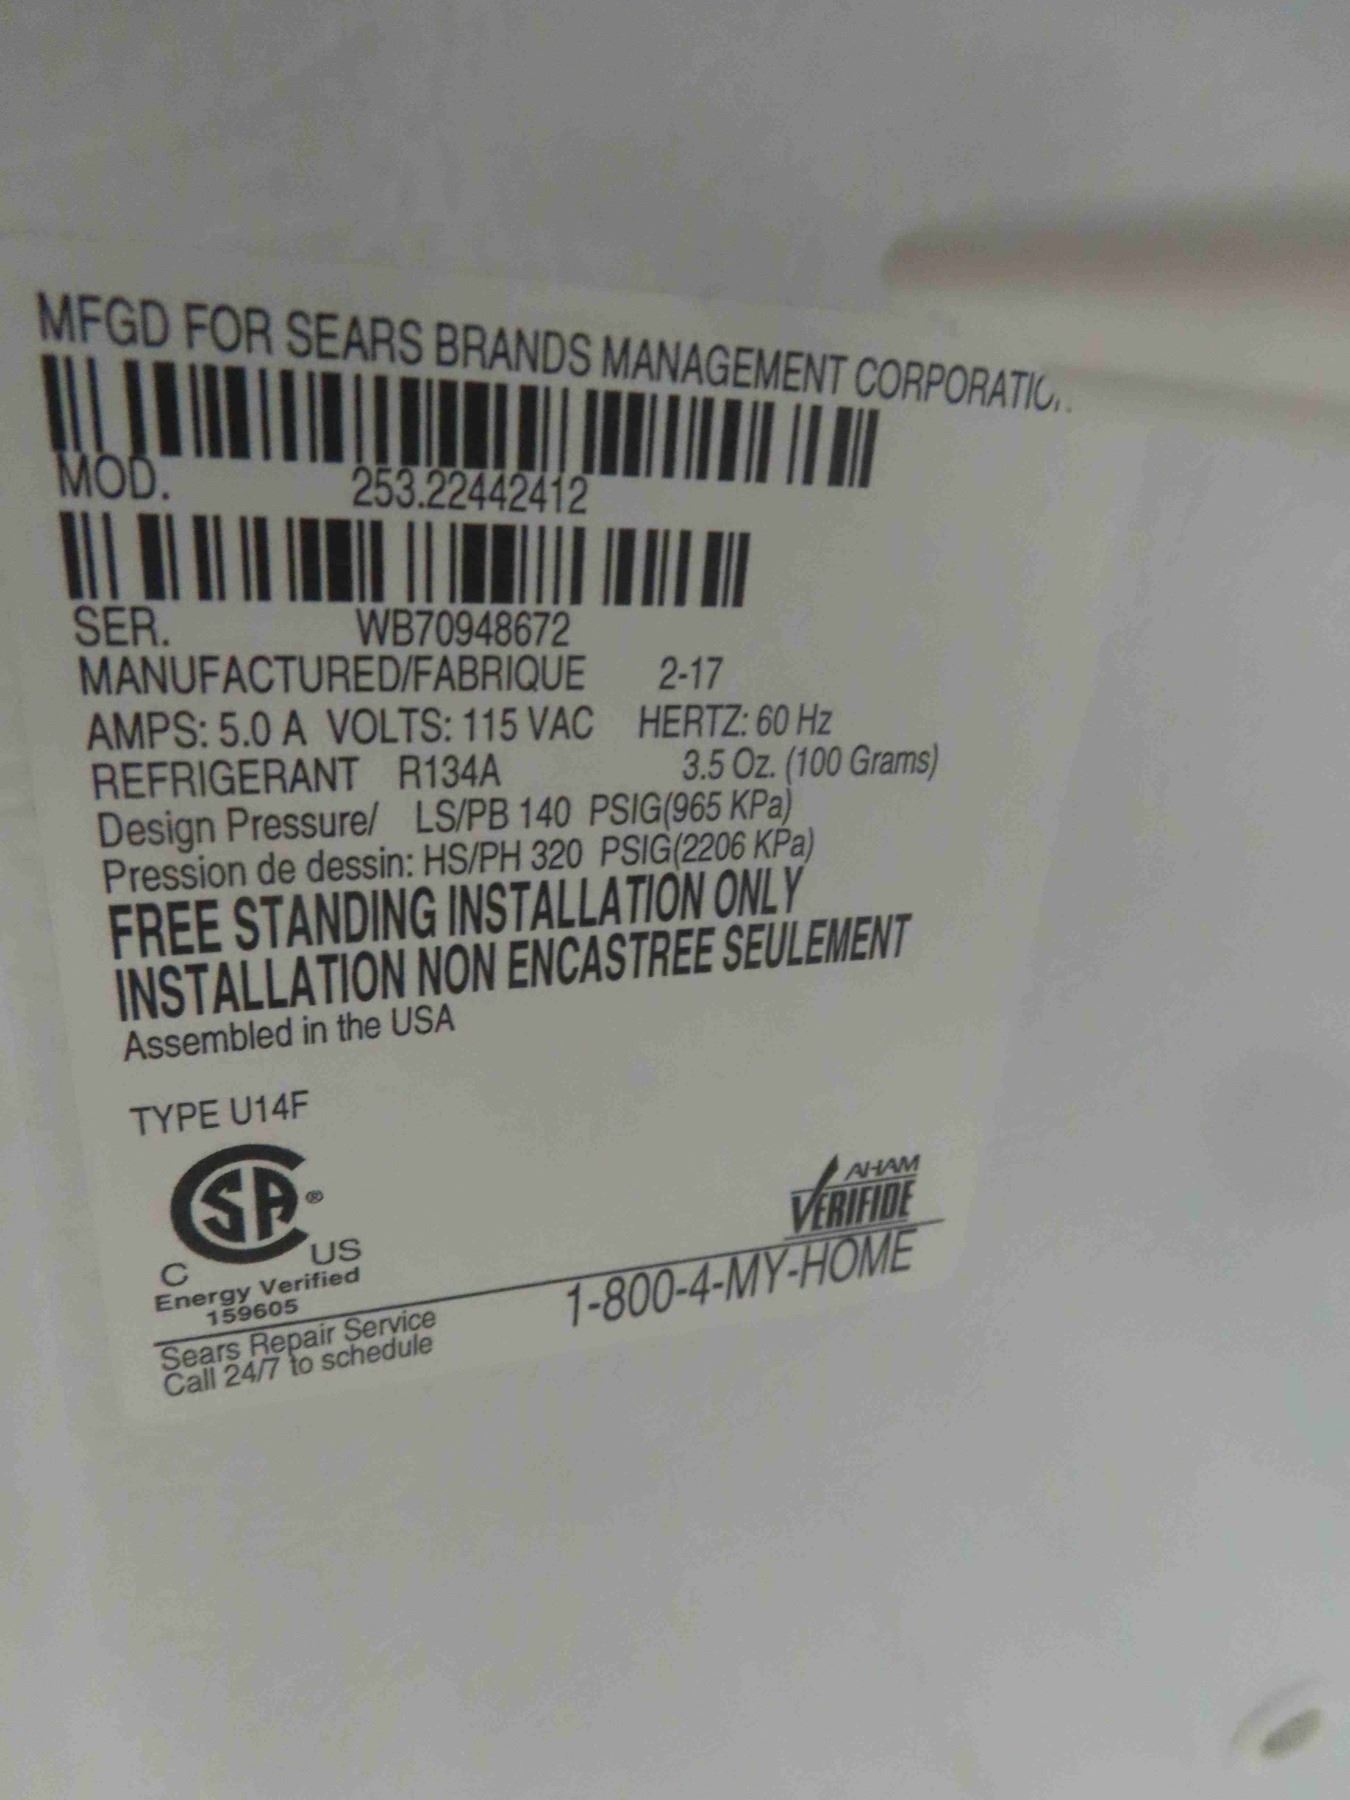 MFGD FOR SEARS BRANDS MANAGEMENT CORPORATIO
MOD. 253.22442412
SER. WB70948672
MANUFACTURED/FABRIQUE 2-17
AMPS: 5.0 A VOLTS: 115 VAC HERTZ: 60 Hz
REFRIGERANT R134A 3.5 Oz. (100 Grams)
Design Pressure/ LS/PB 140 PSIG(965 KPa)
Pression de dessin: HS/PH 320 PSIG(2206 KPa)
FREE STANDING INSTALLATION ONLY
INSTALLATION NON ENCASTREE SEULEMENT
Assembled in the USA
TYPE U14F
CSA®
C US
Energy Verified
159605
AHAM
VERIFIDE
Sears Repair Service
Call 24/7 to schedule
1-800-4-MY-HOME